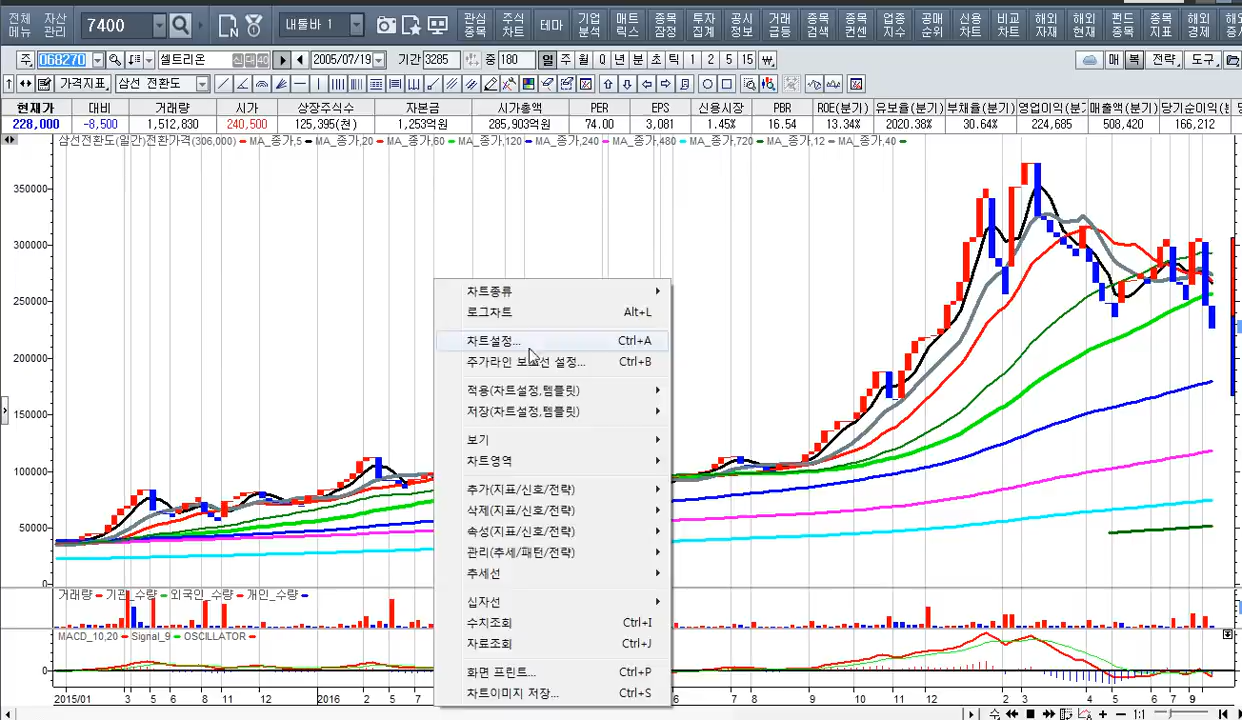 전체 자산 7400 내툴바 1 관심 주식 테마 기업 매트 종목 투자 공시 거래 종목 종목 업종 공매 신용 비교 해외 해외 펀드 종목 해외
메뉴 관리 종목 차트 분석 릭스 잠정 집계 정보 급등 검색 컨센 지수 순위 차트 차트 자재 현재 종목 지표 경제
주 068270 셀트리온 2005/07/19 기간 3285 중 180 일 주 월 Q 년 분 초 틱 1 2 5 15 매 복 전략 도구
가격지표 삼선 전환도
현재가 대비 거래량 시가 상장주식수 자본금 시가총액 PER EPS 신용시장 PBR ROE(분기) 유보율(분기) 부채율(분기) 영업이익(분기 매출액(분기) 당기순이익(분
228,000 -8,500 1,512,830 240,500 125,395(천) 1,253억원 285,903억원 74.00 3,081 1.45% 16.54 13.34% 2020.38% 30.64% 224,685 508,420 166,212
삼선전환도(일간)전환가격(306,000) MA_종가,5 MA_종가,20 MA_종가,60 MA_종가,120 MA_종가,240 MA_종가,480 MA_종가,720 MA_종가,12 MA_종가,40
350000
300000
250000
200000
150000
100000
50000
0
차트종류
로그차트 Alt+L
차트설정... Ctrl+A
주가라인 선 설정... Ctrl+B
적용(차트설정,템플릿)
저장(차트설정,템플릿)
보기
차트영역
추가(지표/신호/전략)
삭제(지표/신호/전략)
속성(지표/신호/전략)
관리(추세/패턴/전략)
추세선
십자선
수치조회 Ctrl+I
자료조회 Ctrl+J
화면 프린트... Ctrl+P
차트이미지 저장... Ctrl+S
거래량 기관_수량 외국인_수량 개인_수량
MACD_10,20 Signal_9 OSCILLATOR
0
2015/01 3 5 6 8 11 12 2016 2 4 5 7 6 7 8 9 10 11 12 2 3 4 5 6 7 9
1:1